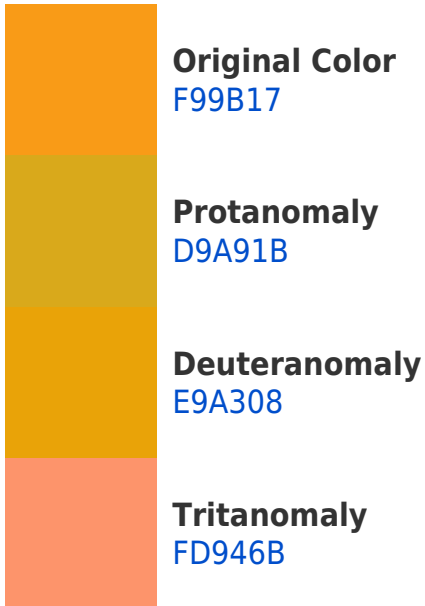 Original Color
F99B17
Protanomaly
D9A91B
Deuteranomaly
E9A308
Tritanomaly
FD946B